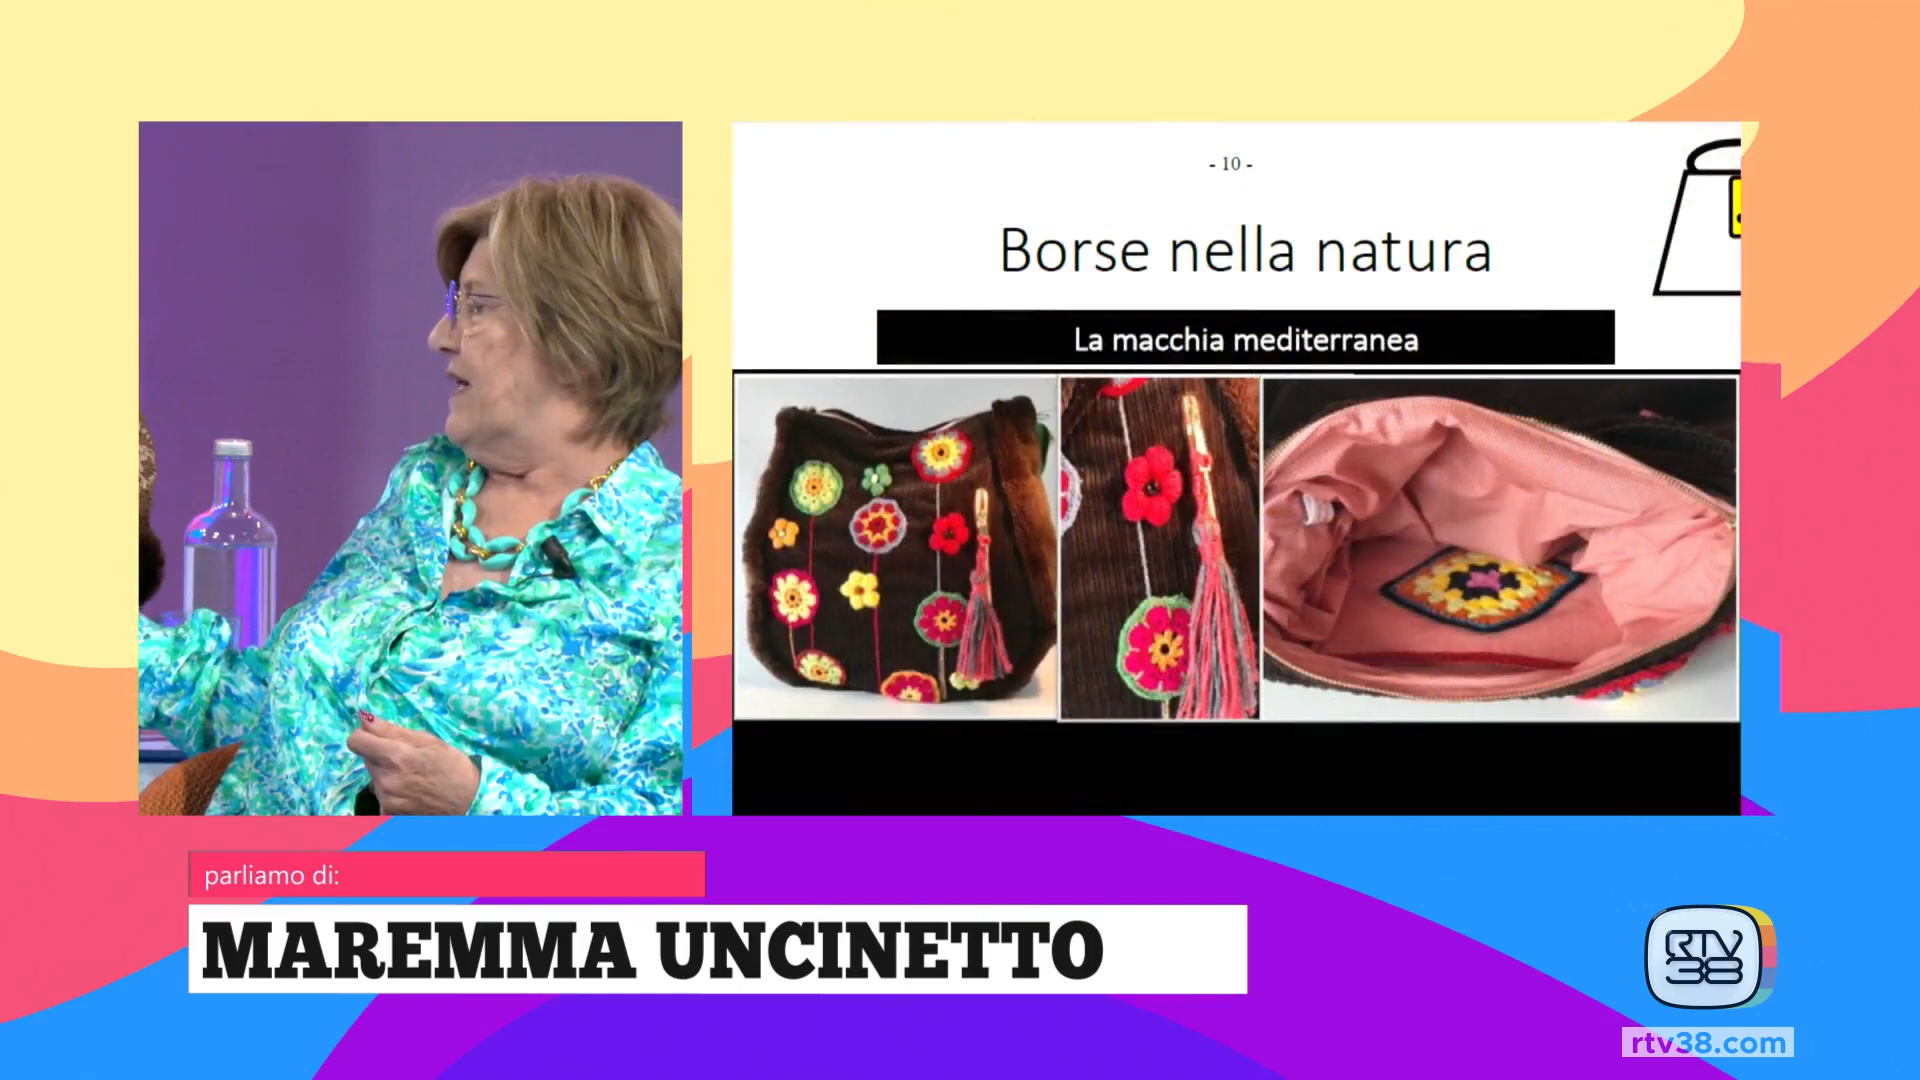 - 10 -
Borse nella natura
La macchia mediterranea
parliamo di:
MAREMMA UNCINETTO
RTV
38
rtv38.com